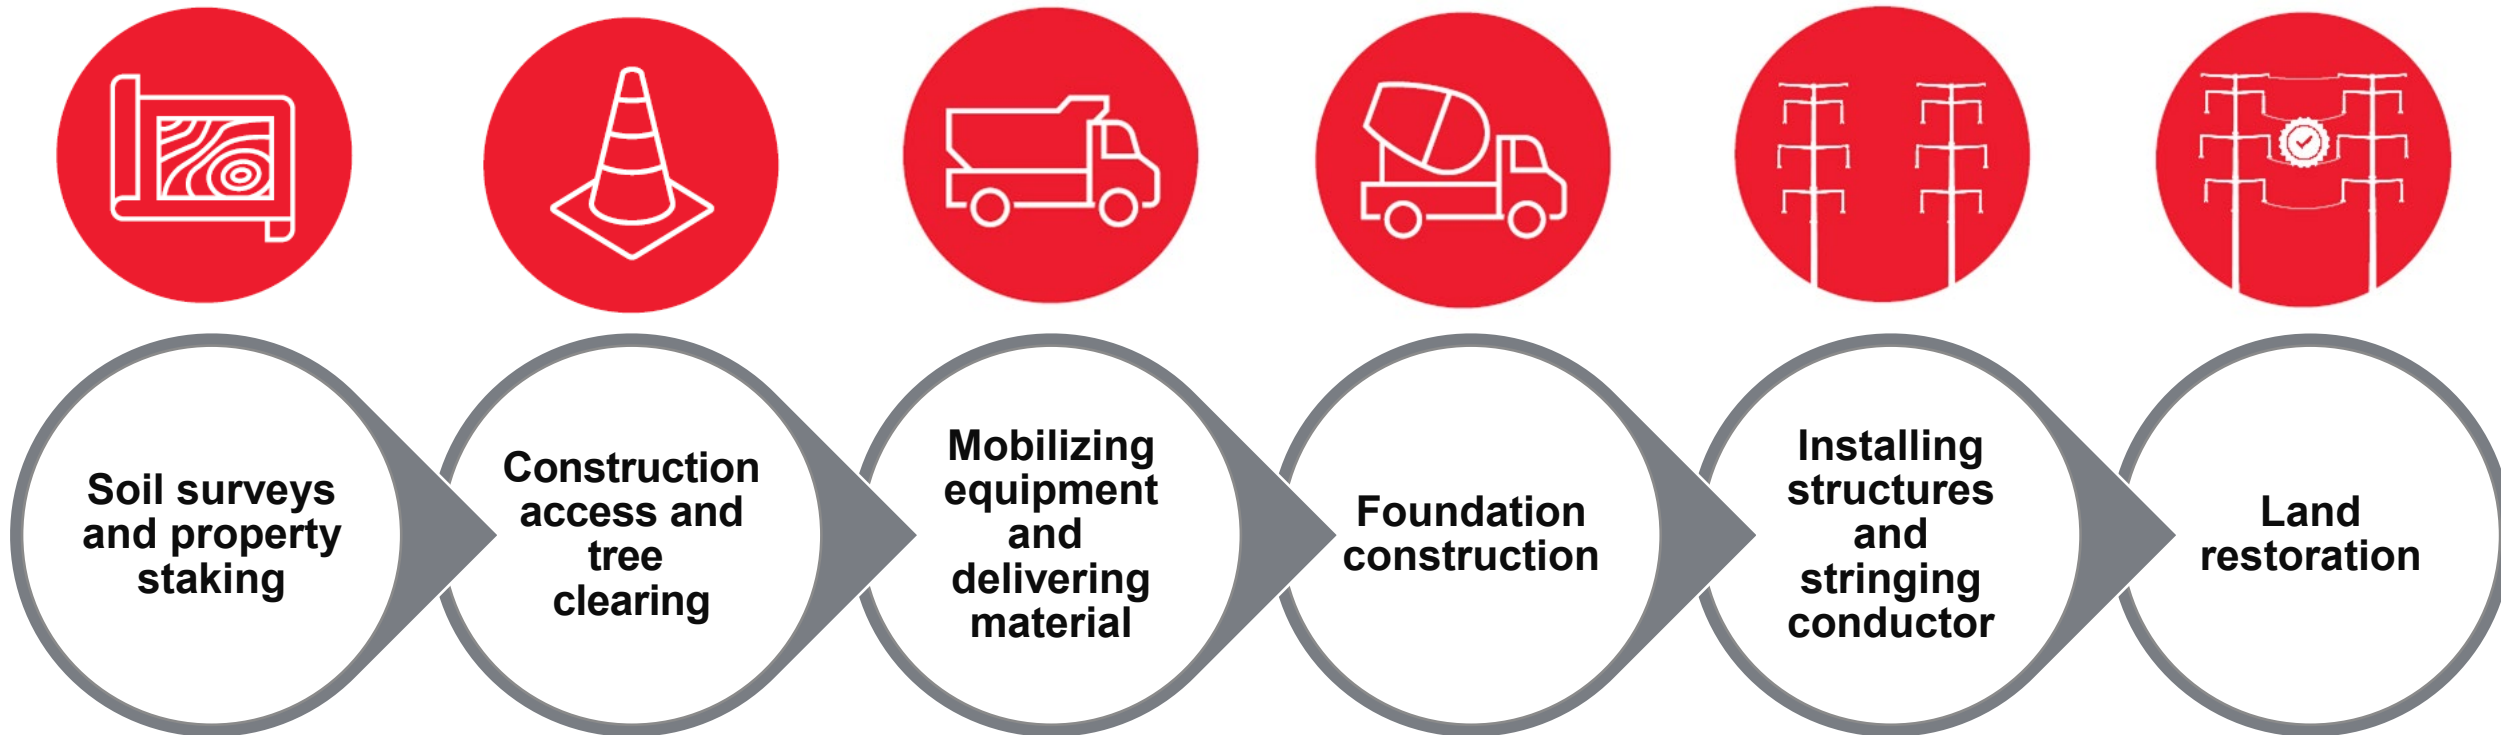 Soil surveys
and property
staking
Construction
access and
tree
clearing
Mobilizing
equipment
and
delivering
material
Foundation
construction
Installing
structures
and
stringing
conductor
Land
restoration